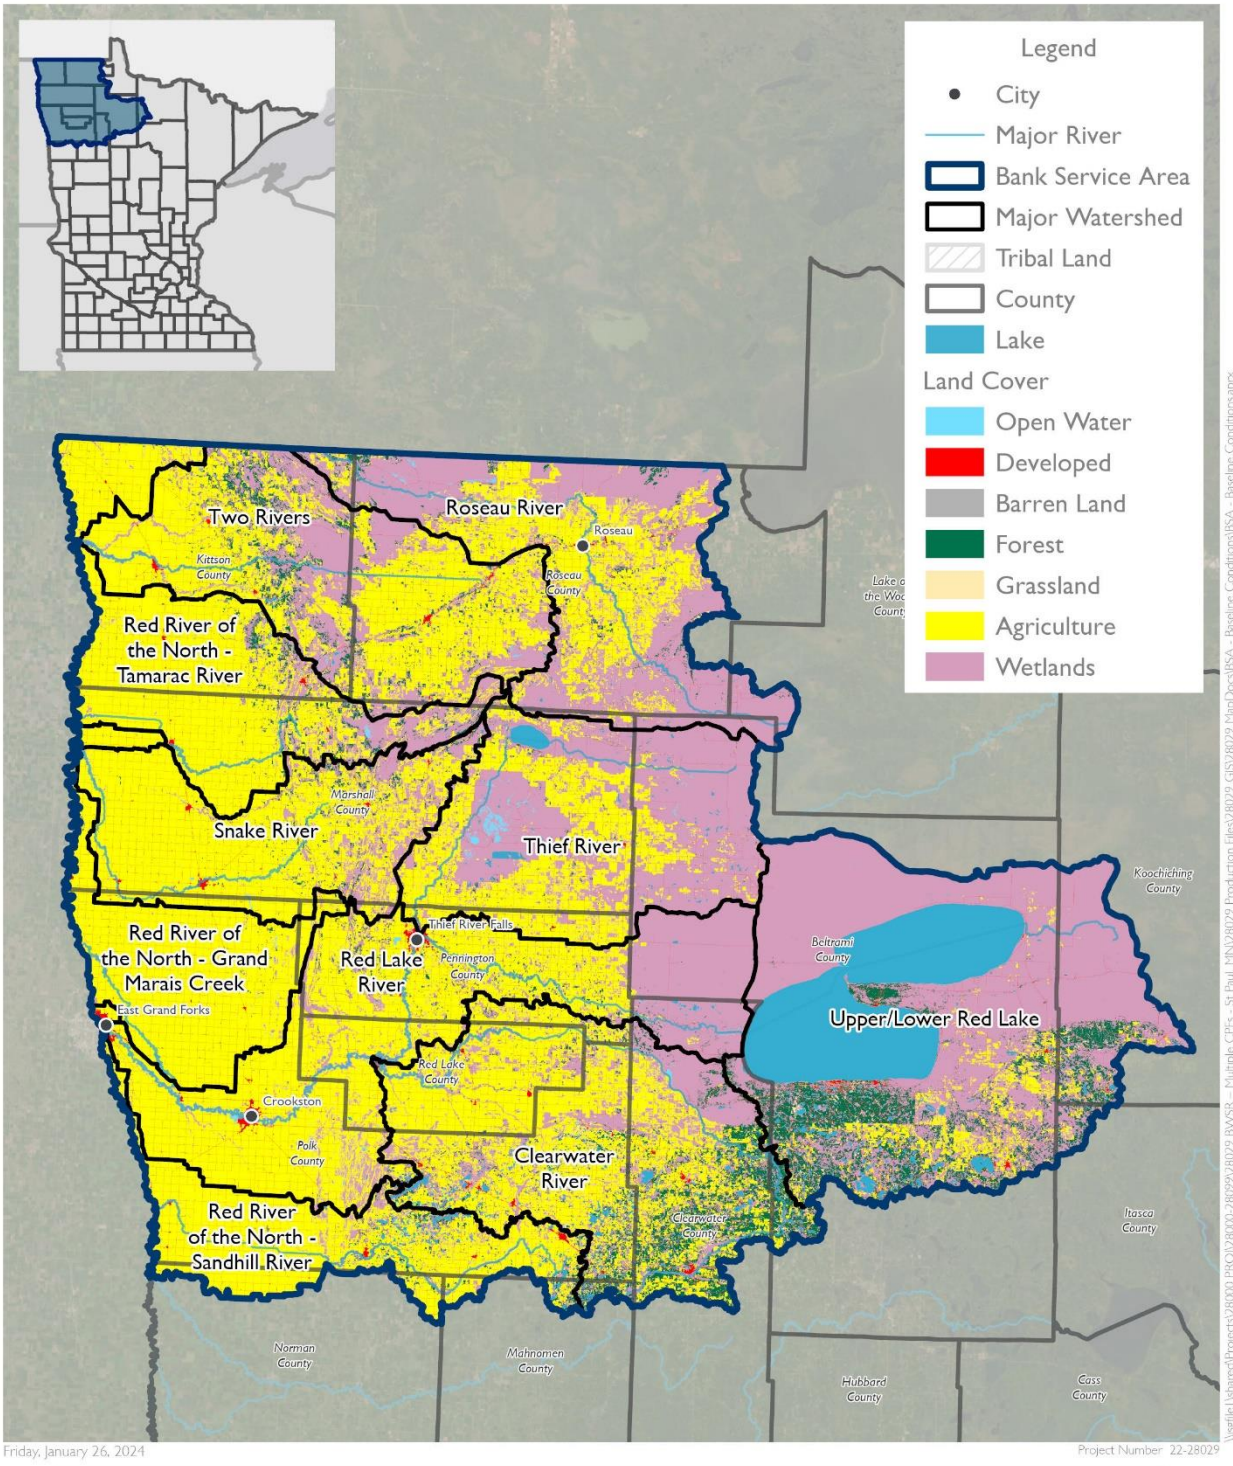 Legend
City
Major River
Bank Service Area
Major Watershed
Tribal Land
County
Lake
Land Cover
Open Water
Developed
Barren Land
Forest
Grassland
Agriculture
Wetlands
Two Rivers
Roseau River
Roseau
Kittson
County
Roseau
County
Lake o
the Woo
County
Red River of
the North -
Tamarac River
Marshall
County
Snake River
Thief River
Koochiching
County
Thief River Falls
Red River of
the North - Grand
Marais Creek
Red Lake
River
Pennington
County
Beltrami
County
East Grand Forks
Upper/Lower Red Lake
Red Lake
County
Crookston
Polk
County
Clearwater
River
Red River
of the North -
Sandhill River
Clearwater
County
Itasca
County
Norman
County
Mahnomen
County
Hubbard
County
Cass
County
Friday, January 26, 2024
Project Number 22-28029